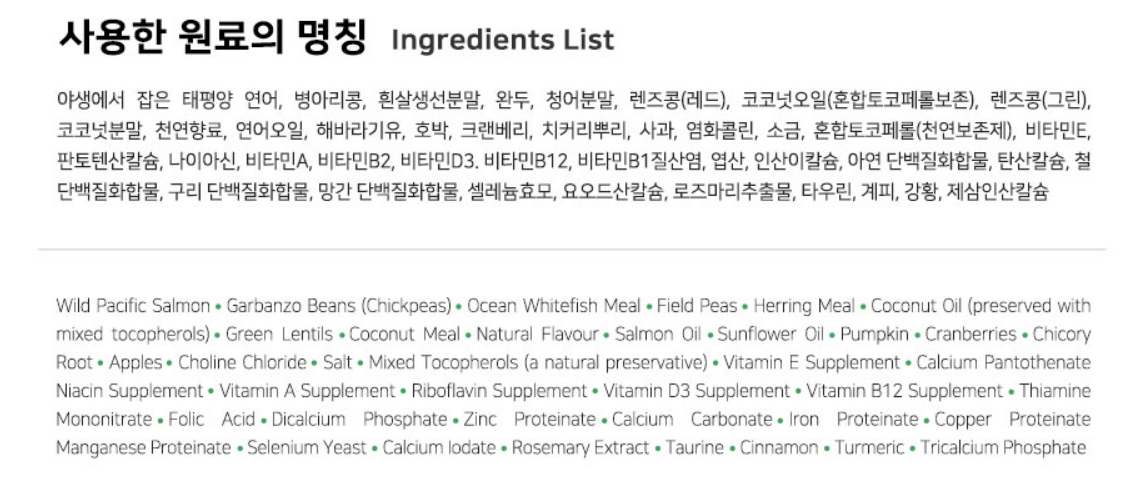 사용한 원료의 명칭 Ingredients List
야생에서 잡은 태평양 연어, 병아리콩, 흰살생선분말, 완두, 청어분말, 렌즈콩(레드), 코코넛오일(혼합토코페롤보존), 렌즈콩(그린),
코코넛분말, 천연향료, 연어오일, 해바라기유, 호박, 크랜베리, 치커리뿌리, 사과, 염화콜린, 소금, 혼합토코페롤(천연보존제), 비타민E,
판토텐산칼슘, 나이아신, 비타민A, 비타민B2, 비타민D3. 비타민B12, 비타민B1질산염, 엽산, 인산이칼슘, 아연 단백질화합물, 탄산칼슘, 철
단백질화합물, 구리 단백질화합물, 망간 단백질화합물, 셀레늄효모, 요오드산칼슘, 로즈마리추출물, 타우린, 계피, 강황, 제삼인산칼슘
Wild Pacific Salmon • Garbanzo Beans (Chickpeas) • Ocean Whitefish Meal • Field Peas • Herring Meal • Coconut Oil (preserved with
mixed tocopherols) • Green Lentils • Coconut Meal • Natural Flavour • Salmon Oil • Sunflower Oil • Pumpkin • Cranberries • Chicory
Root • Apples • Choline Chloride • Salt • Mixed Tocopherols (a natural preservative) • Vitamin E Supplement • Calcium Pantothenate
Niacin Supplement • Vitamin A Supplement • Riboflavin Supplement • Vitamin D3 Supplement • Vitamin B12 Supplement • Thiamine
Mononitrate • Folic Acid • Dicalcium Phosphate • Zinc Proteinate • Calcium Carbonate • Iron Proteinate • Copper Proteinate
Manganese Proteinate • Selenium Yeast • Calcium Iodate • Rosemary Extract • Taurine • Cinnamon • Turmeric • Tricalcium Phosphate